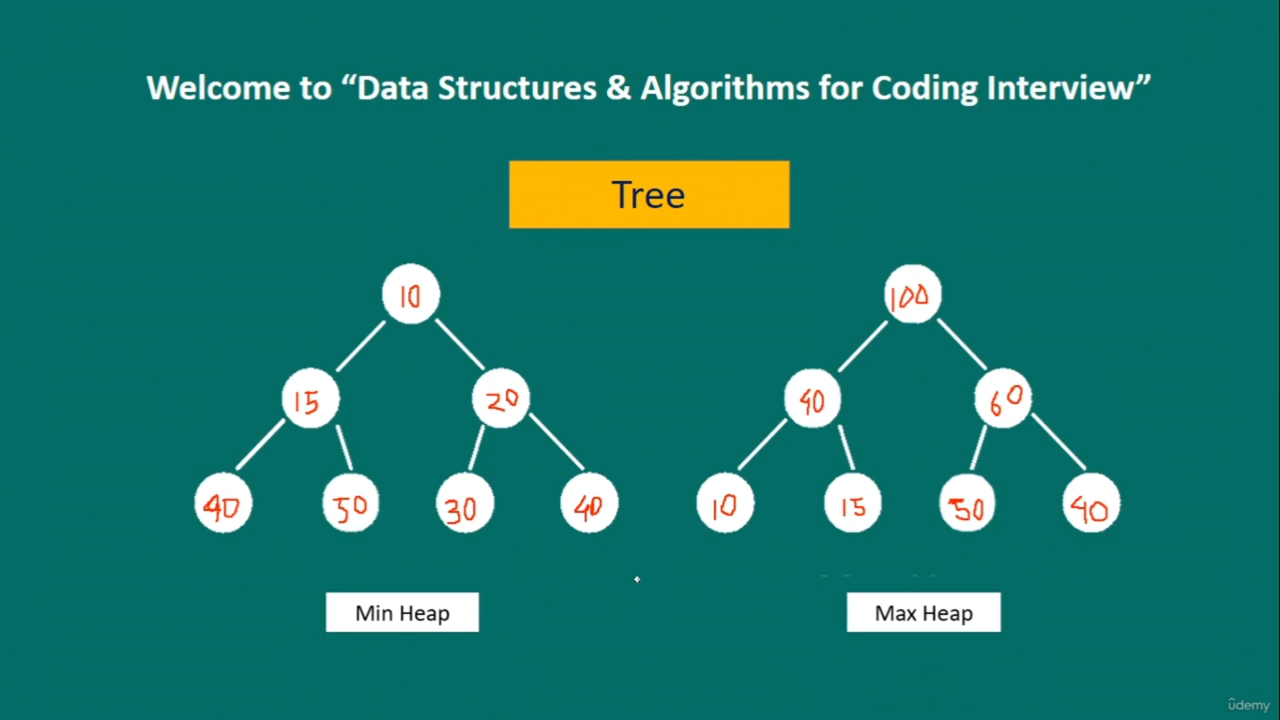 Welcome to “Data Structures & Algorithms for Coding Interview”
Tree
10
100
15
20
40
60
40
50
30
40
10
15
50
40
Min Heap
Max Heap
ûdemy